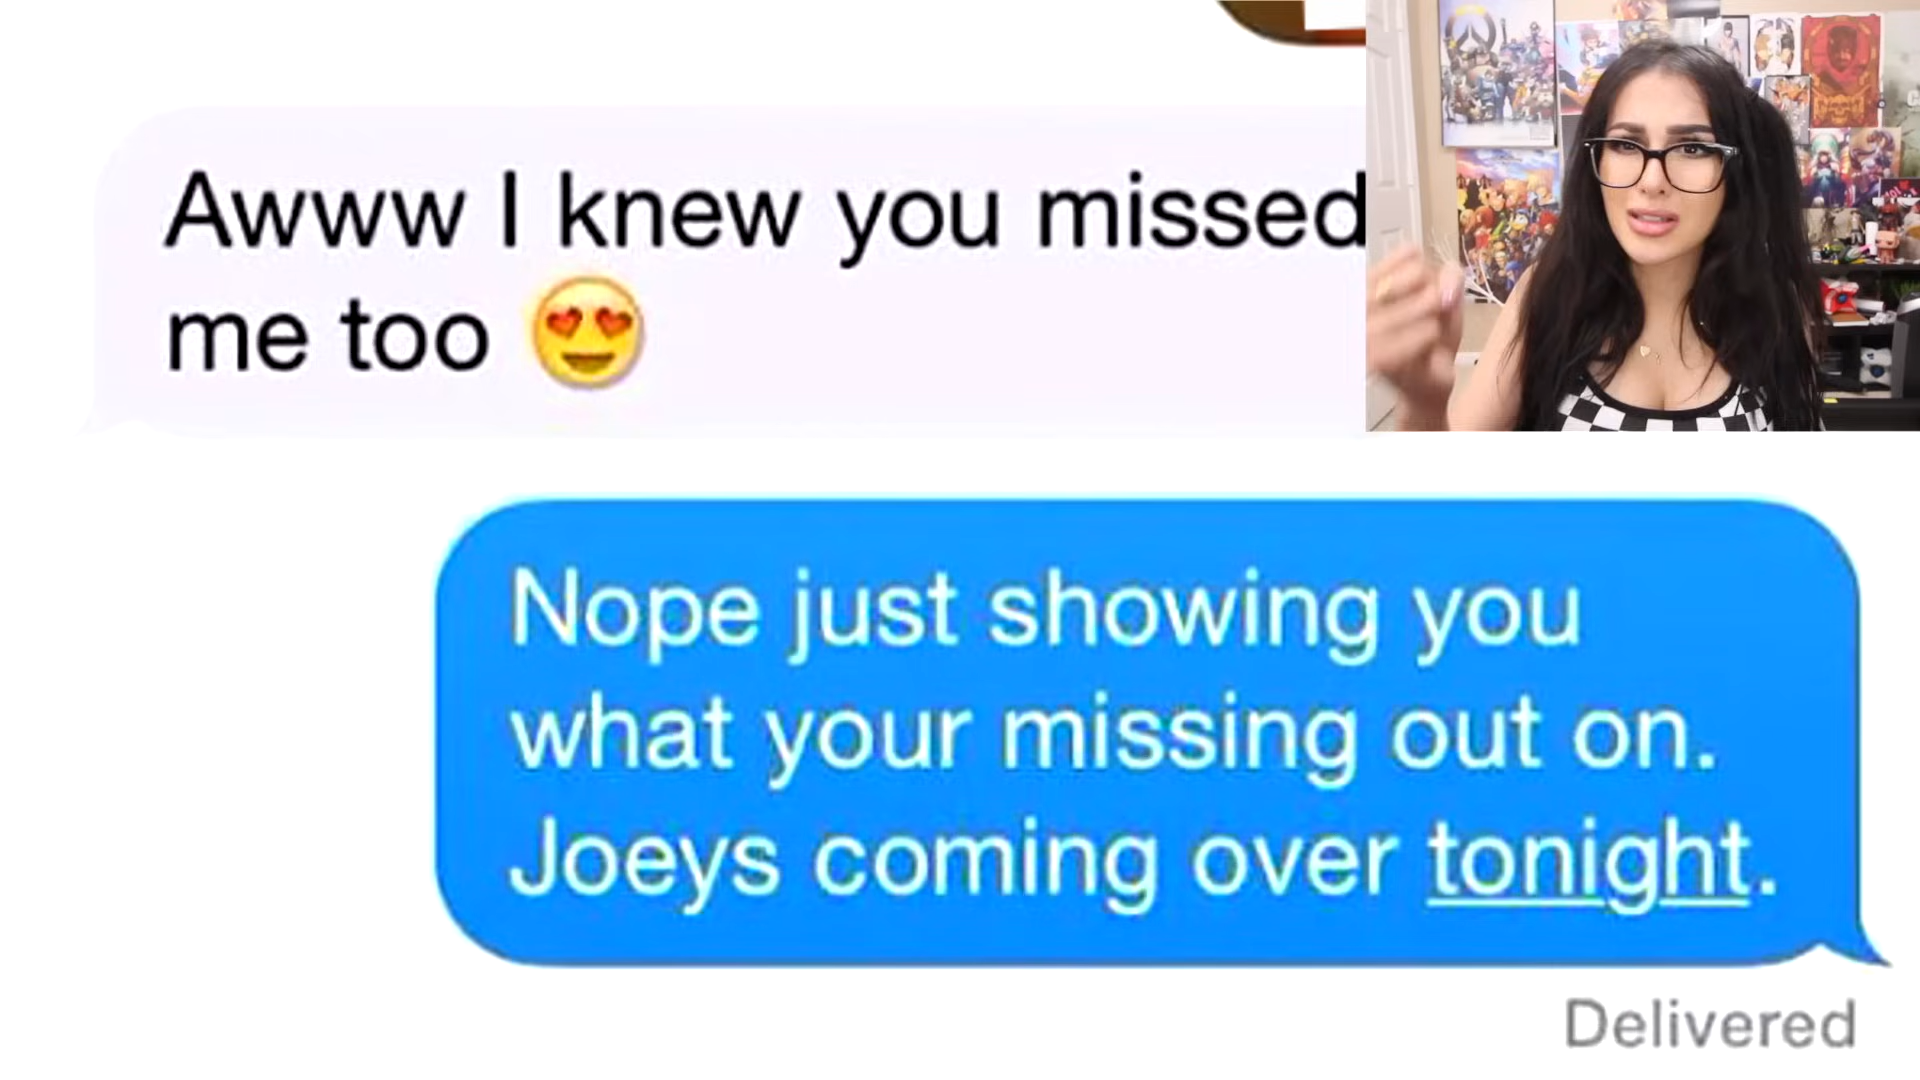 Awww I knew you missed
me too 😍
Nope just showing you
what your missing out on.
Joeys coming over tonight.
Delivered